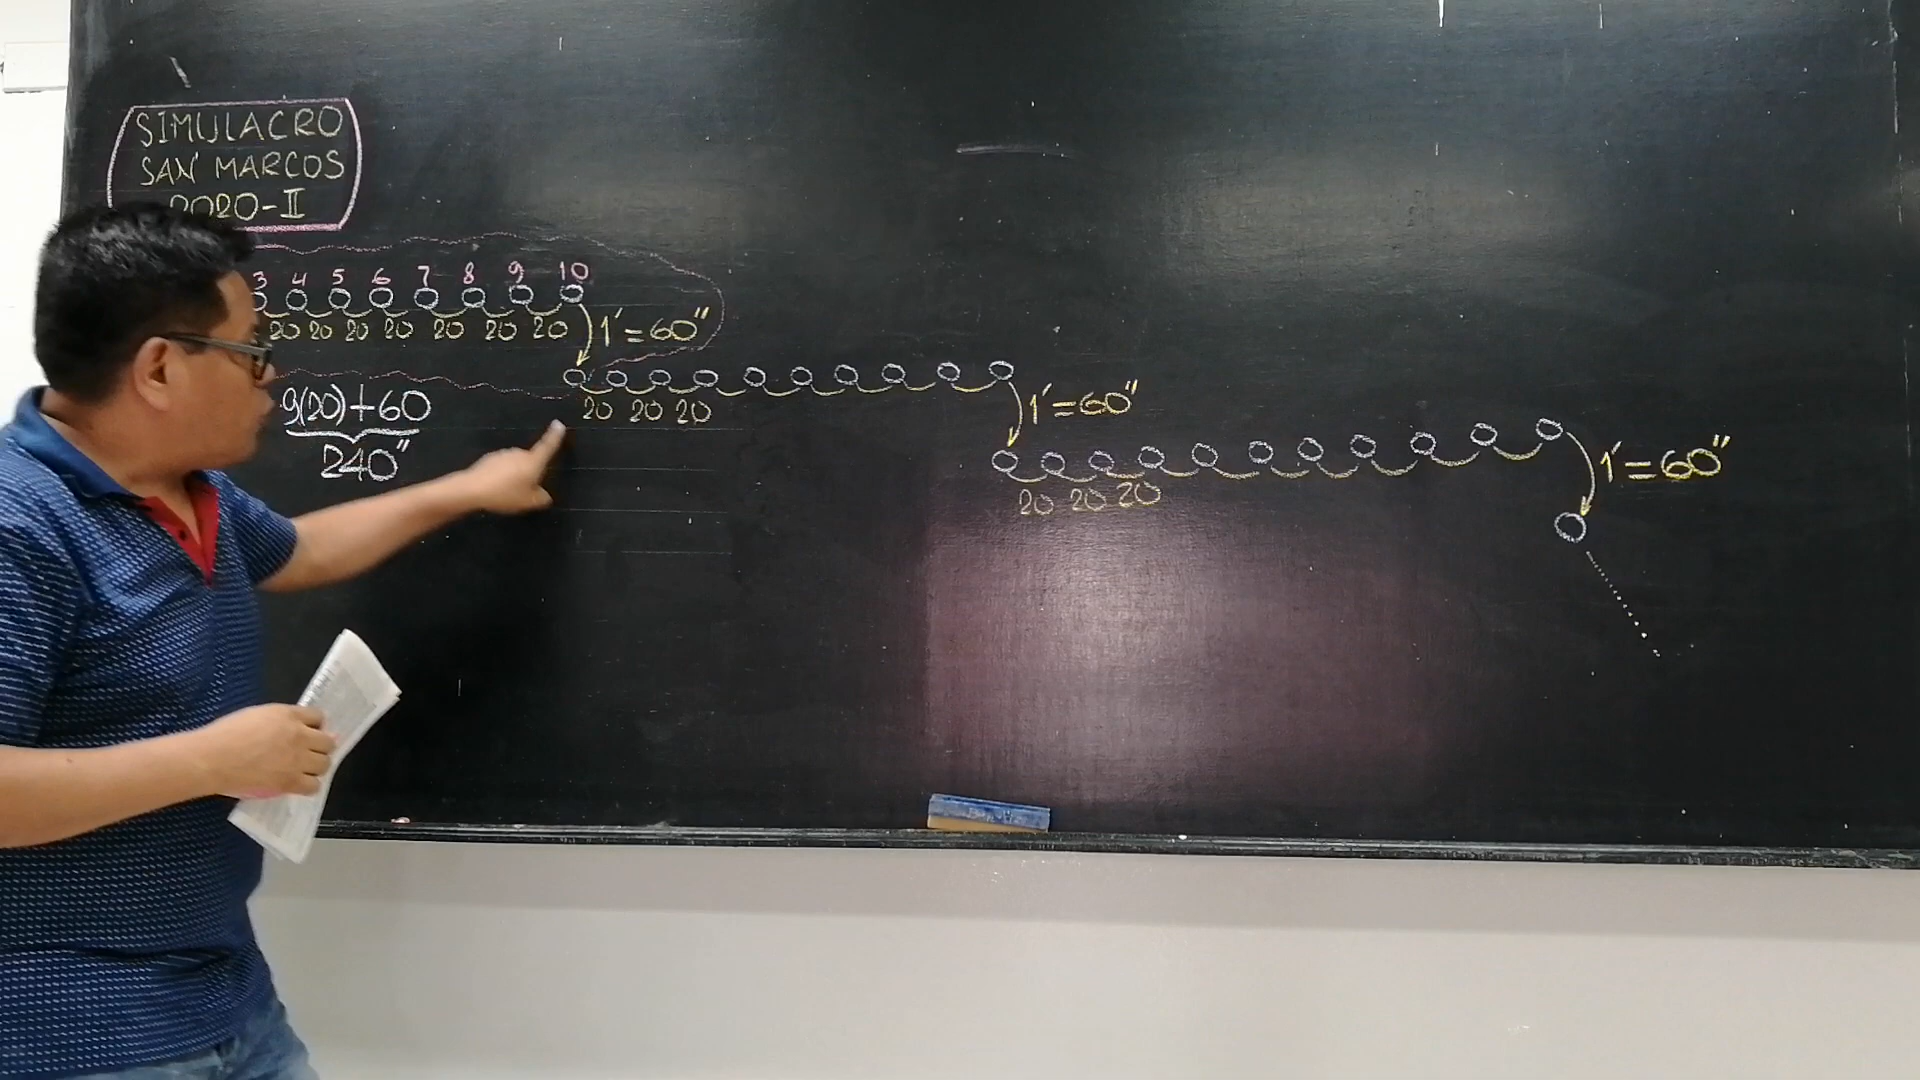 SIMULACRO
SAN MARCOS
2020-II
3 4 5 6 7 8 9 10
20 20 20 20 20 20 20
1'=60"
9(20)+60
240"
20 20 20
1'=60"
20 20 20
1'=60"